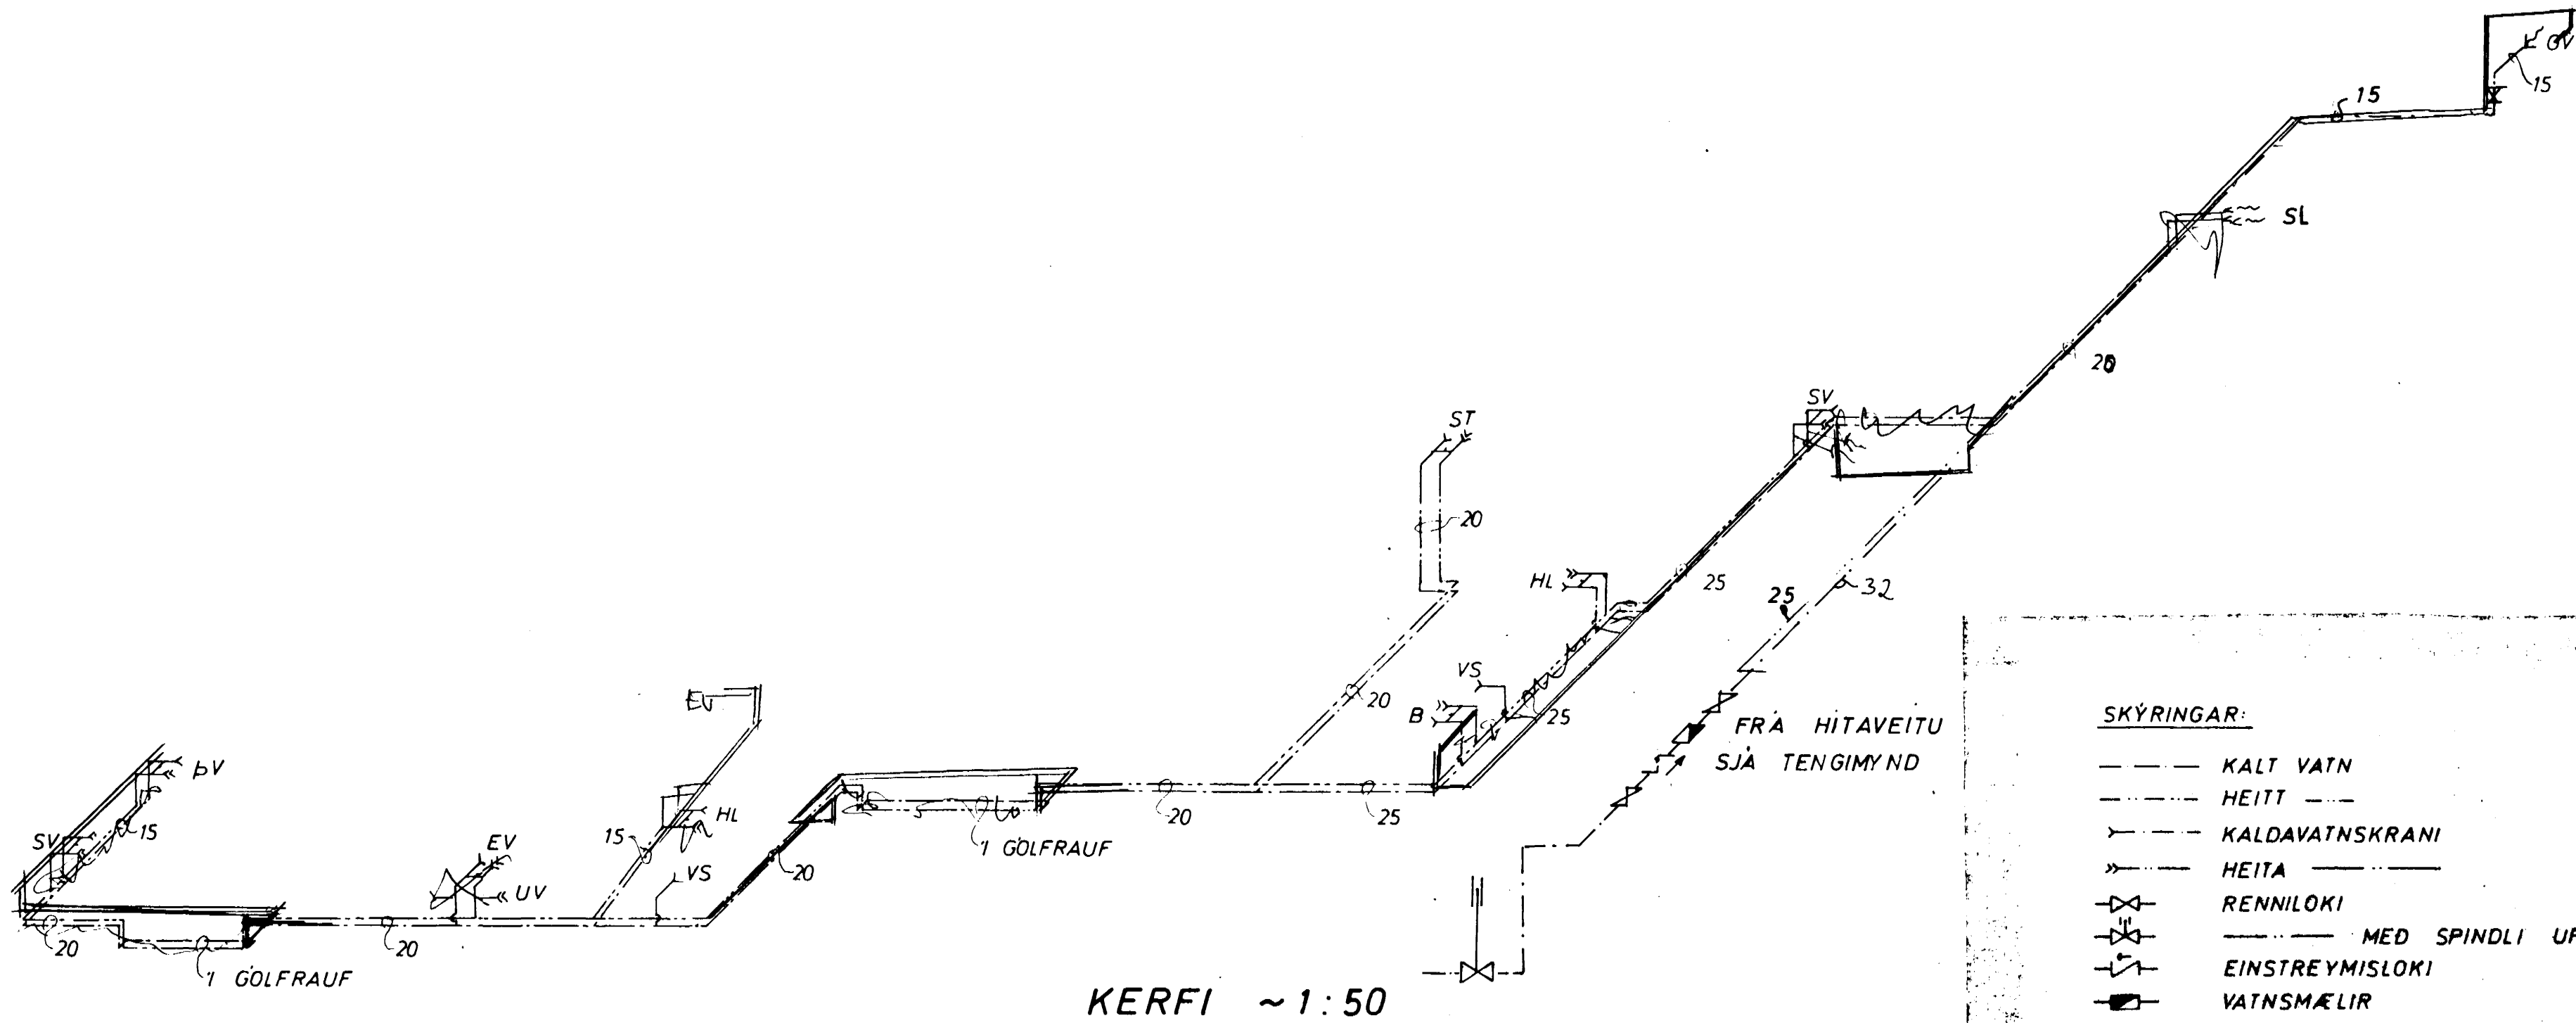 ÖV
15
15
SL
20
SV
ST
20
HL
25
32
25
VS
25
20
B
EV
FRÁ HITAVEITU
SJÁ TENGIMYND
ÞV
15
SV
HL
15
EV
UV
VS
20
Í GÓLFRAUF
20
25
20
20
Í GÓLFRAUF
KERFI ~ 1:50
SKÝRINGAR:
KALT VATN
HEITT
KALDAVATNSKRANI
HEITA
RENNILOKI
MEÐ SPINDLI
EINSTREYMISLOKI
VATNSMÆLIR